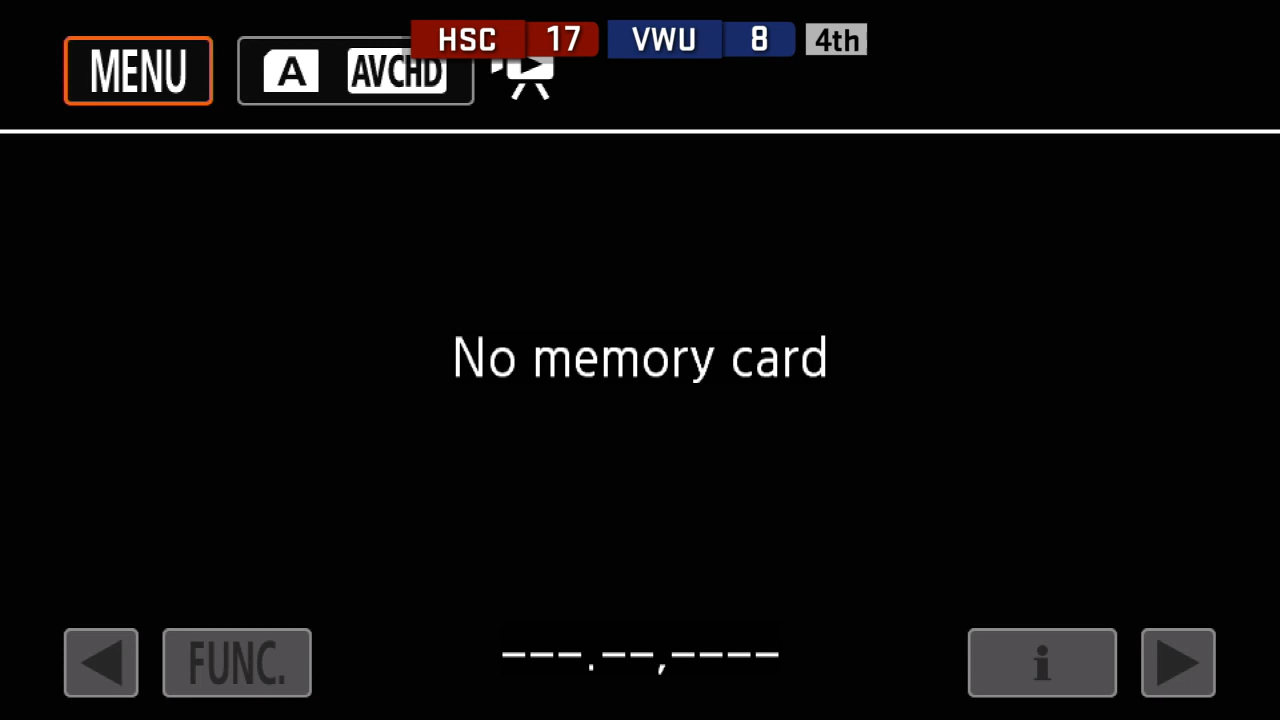 HSC 17 VWU 8 4th
MENU A AVCHD
No memory card
FUNC. ---.--,---- i